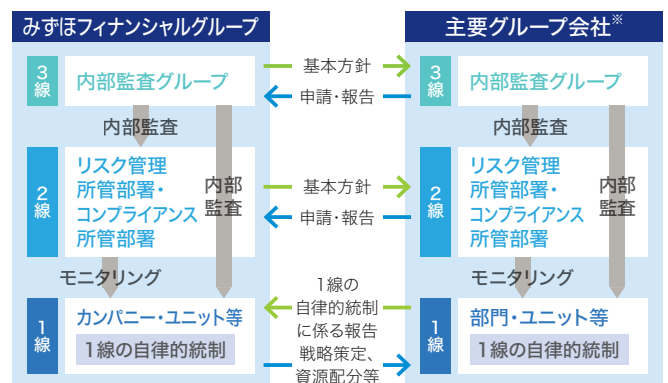 みずほフィナンシャルグループ
3線
内部監査グループ
内部監査
2線
リスク管理
所管部署・
コンプライアンス
所管部署
内部
監査
モニタリング
1線
カンパニー・ユニット等
1線の自律的統制
基本方針
申請・報告
基本方針
申請・報告
1線の
自律的統制
に係る報告
戦略策定、
資源配分等
主要グループ会社※
3線
内部監査グループ
内部監査
2線
リスク管理
所管部署・
コンプライアンス
所管部署
内部
監査
モニタリング
1線
部門・ユニット等
1線の自律的統制